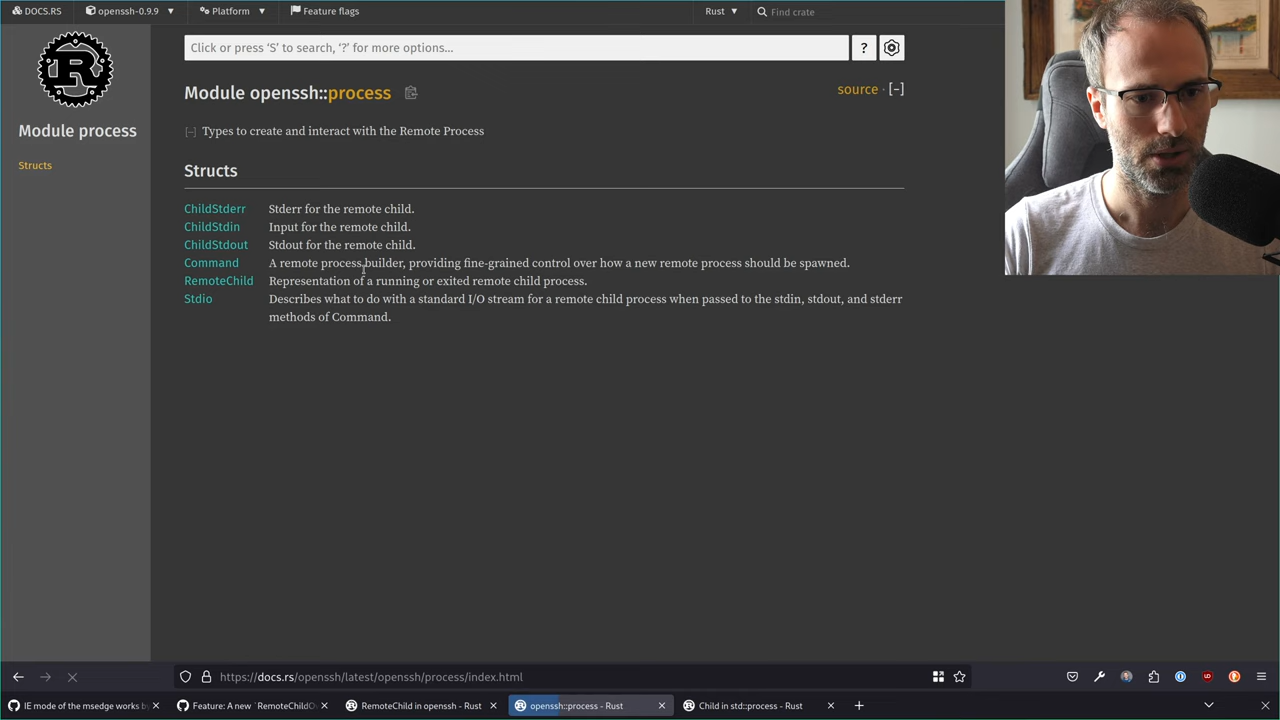 DOCS.RS openssh-0.9.9 Platform Feature flags Rust Find crate
Click or press ‘S’ to search, ‘?’ for more options…
?
Module openssh::process
source · [-]
Module process
[-] Types to create and interact with the Remote Process
Structs
Structs
ChildStderr Stderr for the remote child.
ChildStdin Input for the remote child.
ChildStdout Stdout for the remote child.
Command A remote process builder, providing fine-grained control over how a new remote process should be spawned.
RemoteChild Representation of a running or exited remote child process.
Stdio Describes what to do with a standard I/O stream for a remote child process when passed to the stdin, stdout, and stderr
methods of Command.
https://docs.rs/openssh/latest/openssh/process/index.html
IE mode of the msedge works by Feature: A new `RemoteChildO RemoteChild in openssh - Rust openssh::process - Rust Child in std::process - Rust